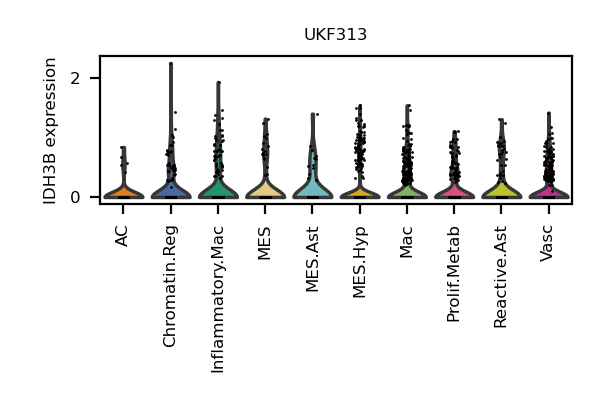 UKF313
IDH3B expression
2
0
AC
Chromatin.Reg
Inflammatory.Mac
MES
MES.Ast
MES.Hyp
Mac
Prolif.Metab
Reactive.Ast
Vasc